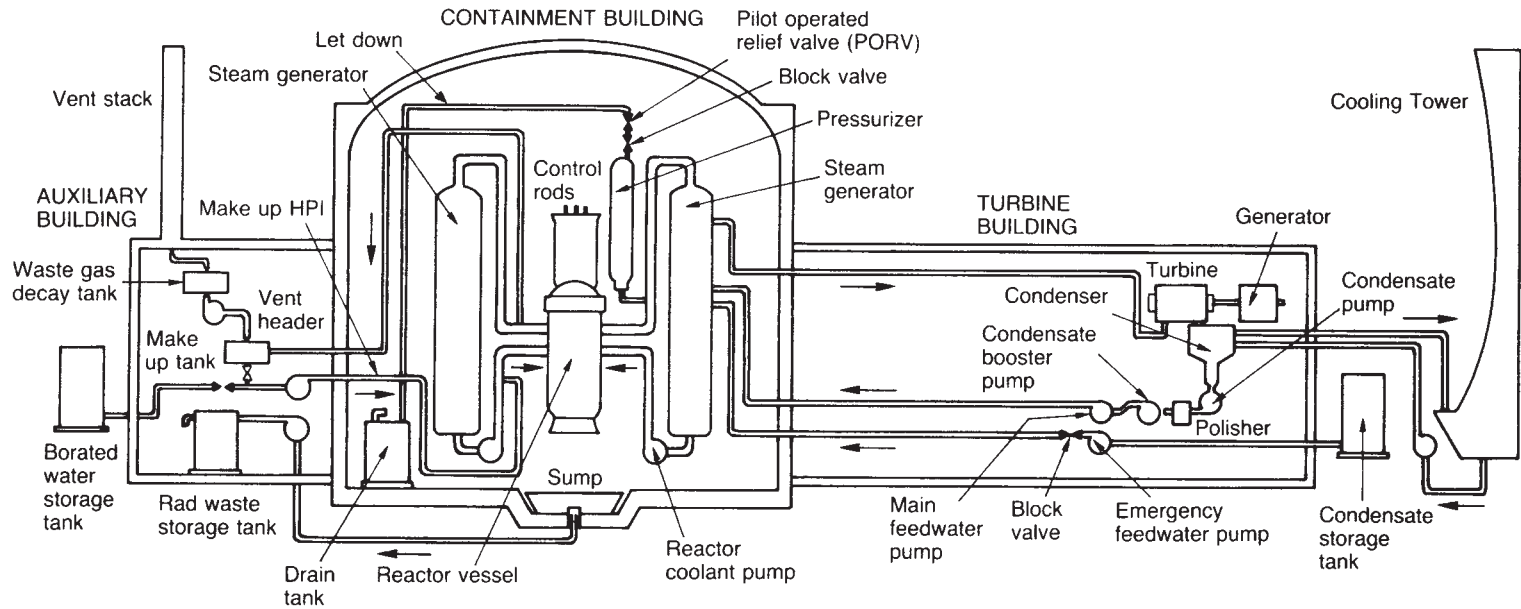 CONTAINMENT BUILDING
Pilot operated
relief valve (PORV)
Let down
Steam generator
Block valve
Vent stack
Cooling Tower
Pressurizer
Control
rods
Steam
generator
AUXILIARY
BUILDING
Make up HPI
TURBINE
BUILDING
Generator
Waste gas
decay tank
Vent
header
Turbine
Condensate
pump
Condenser
Make
up tank
Condensate
booster
pump
Polisher
Borated
water
storage
tank
Rad waste
storage tank
Sump
Main
feedwater
pump
Block
valve
Emergency
feedwater pump
Condensate
storage
tank
Drain
tank
Reactor vessel
Reactor
coolant pump